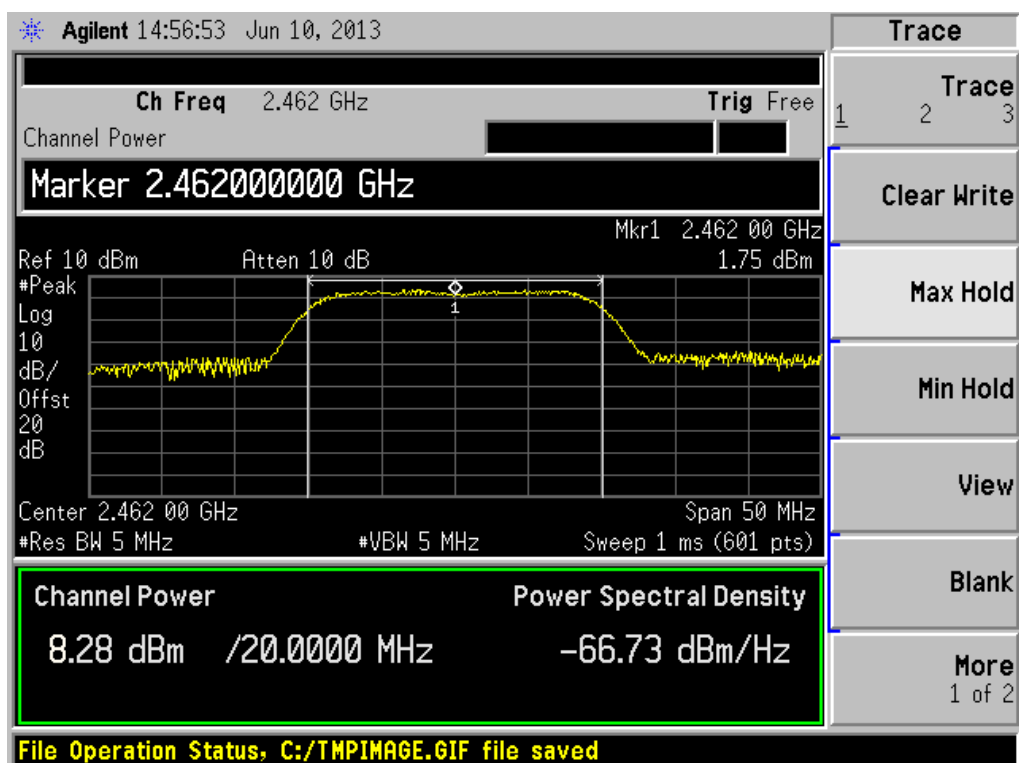 Agilent 14:56:53 Jun 10, 2013
Trace
Ch Freq 2.462 GHz Trig Free
Channel Power
Marker 2.462000000 GHz
Mkr1 2.462 00 GHz
Ref 10 dBm Atten 10 dB 1.75 dBm
#Peak
Log
10
dB/
Offst
20
dB
1
Center 2.462 00 GHz Span 50 MHz
#Res BW 5 MHz #VBW 5 MHz Sweep 1 ms (601 pts)
Channel Power Power Spectral Density
8.28 dBm /20.0000 MHz -66.73 dBm/Hz
File Operation Status, C:/TMPIMAGE.GIF file saved
Trace
1 2 3
Clear Write
Max Hold
Min Hold
View
Blank
More
1 of 2